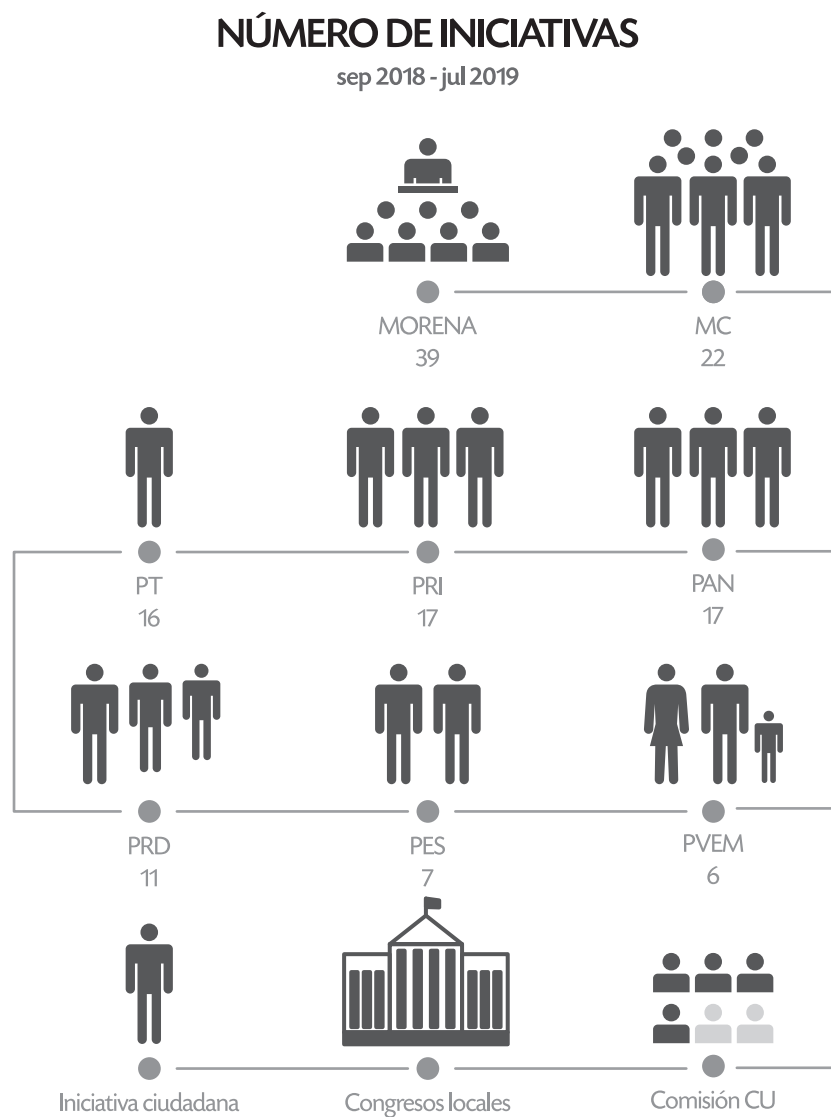 NÚMERO DE INICIATIVAS
sep 2018 - jul 2019
MORENA
39
MC
22
PT
16
PRI
17
PAN
17
PRD
11
PES
7
PVEM
6
Iniciativa ciudadana
Congresos locales
Comisión CU